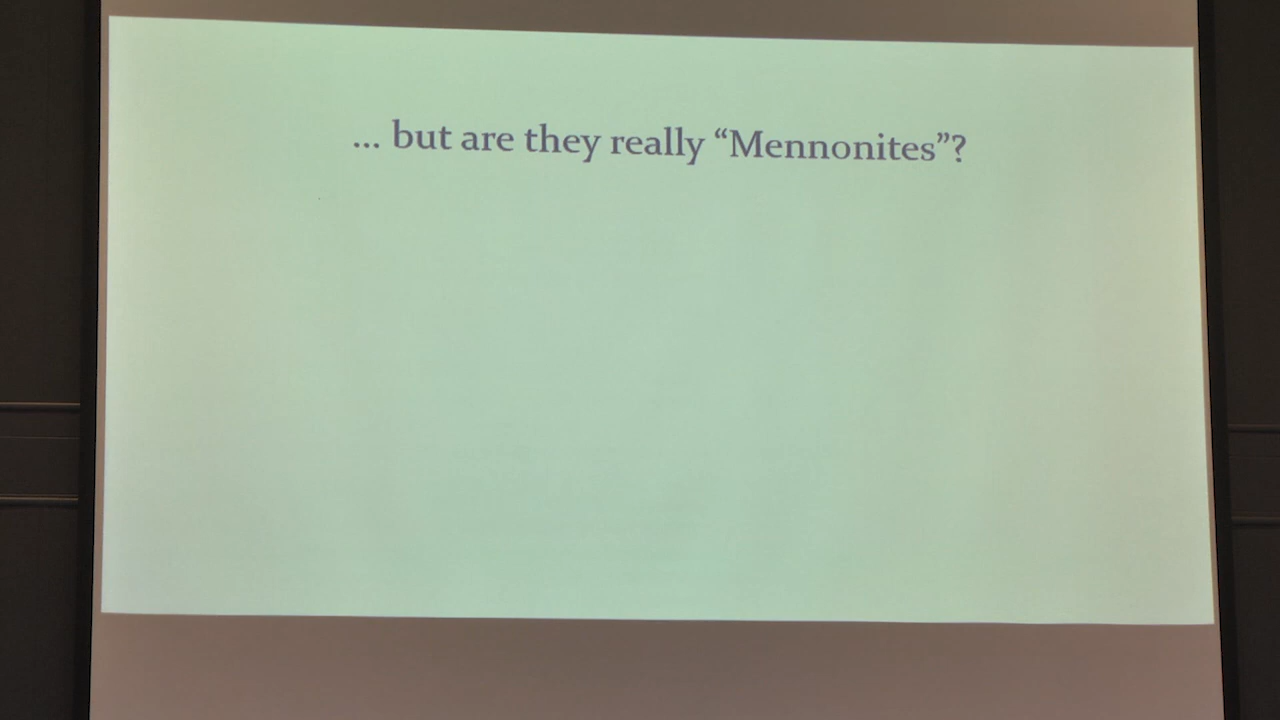 ... but are they really “Mennonites”?